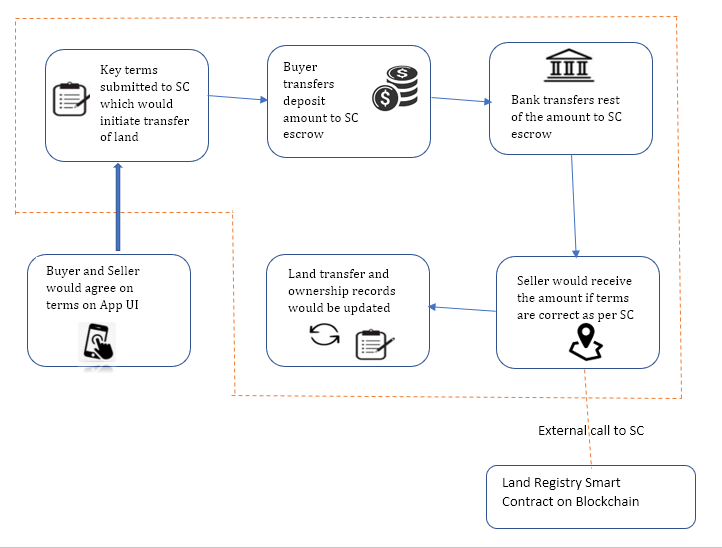 Key terms
submitted to SC
which would
initiate transfer
of land
Buyer
transfers
deposit
amount to SC
escrow
Bank transfers rest
of the amount to SC
escrow
Buyer and Seller
would agree on
terms on App UI
Land transfer and
ownership records
would be updated
Seller would receive
the amount if terms
are correct as per SC
External call to SC
Land Registry Smart
Contract on Blockchain